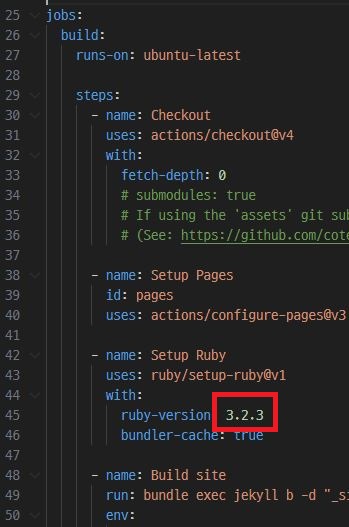 25 jobs:
26 build:
27 runs-on: ubuntu-latest
28
29 steps:
30 - name: Checkout
31 uses: actions/checkout@v4
32 with:
33 fetch-depth: 0
34 # submodules: true
35 # If using the 'assets' git sub
36 # (See: https://github.com/cote
37
38 - name: Setup Pages
39 id: pages
40 uses: actions/configure-pages@v3
41
42 - name: Setup Ruby
43 uses: ruby/setup-ruby@v1
44 with:
45 ruby-version 3.2.3
46 bundler-cache: true
47
48 - name: Build site
49 run: bundle exec jekyll b -d "_si
50 env: